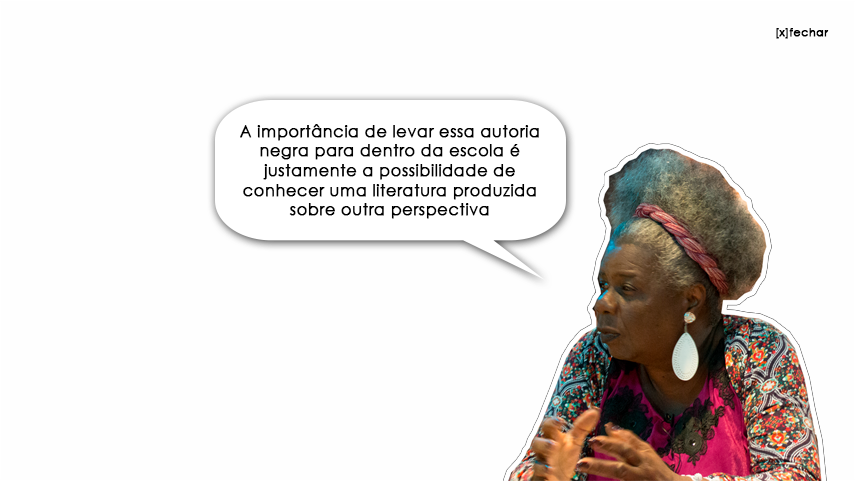 [x]fechar
A importância de levar essa autoria
negra para dentro da escola é
justamente a possibilidade de
conhecer uma literatura produzida
sobre outra perspectiva